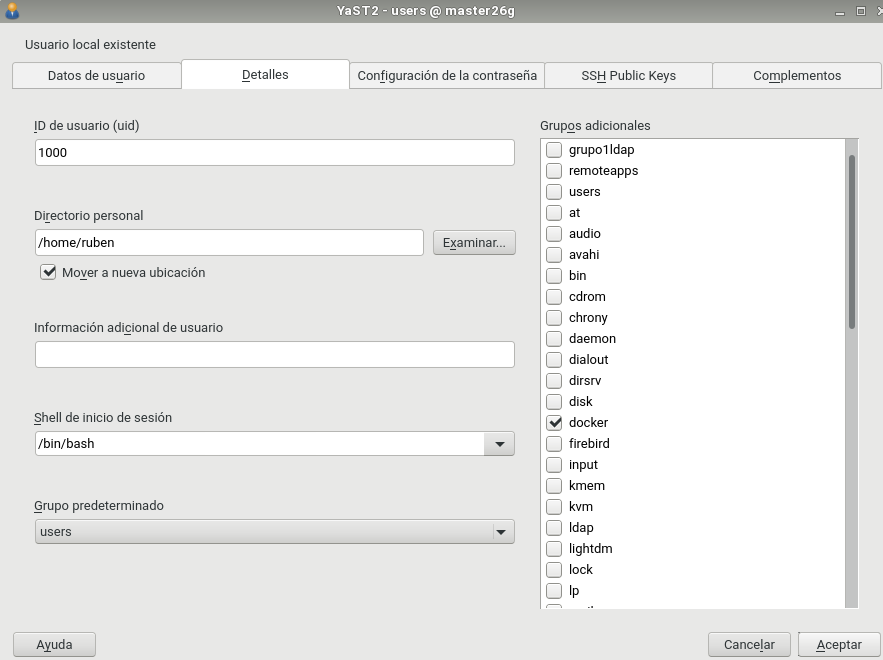 YaST2 - users @ master26g
Usuario local existente
Datos de usuario
Detalles
Configuración de la contraseña
SSH Public Keys
Complementos
ID de usuario (uid)
1000
Directorio personal
/home/ruben
Examinar...
Mover a nueva ubicación
Información adicional de usuario
Shell de inicio de sesión
/bin/bash
Grupo predeterminado
users
Grupos adicionales
grupo1ldap
remoteapps
users
at
audio
avahi
bin
cdrom
chrony
daemon
dialout
dirsrv
disk
docker
firebird
input
kmem
kvm
ldap
lightdm
lock
lp
Ayuda
Cancelar
Aceptar